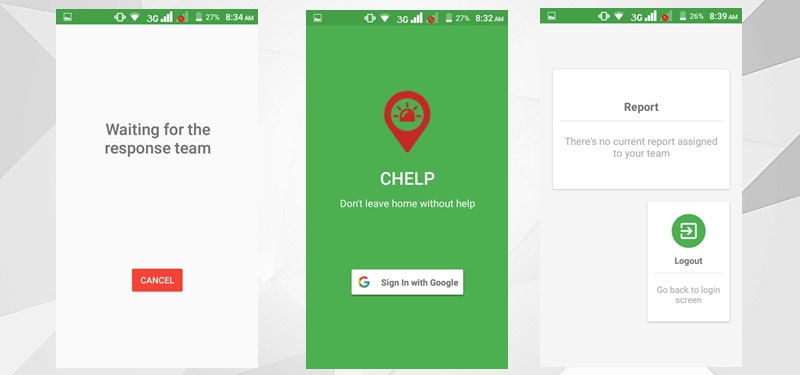 3G 27% 8:34 AM
Waiting for the
response team
CANCEL
3G 27% 8:32 AM
CHELP
Don't leave home without help
G Sign In with Google
3G 26% 8:39 AM
Report
There's no current report assigned
to your team
Logout
Go back to login
screen